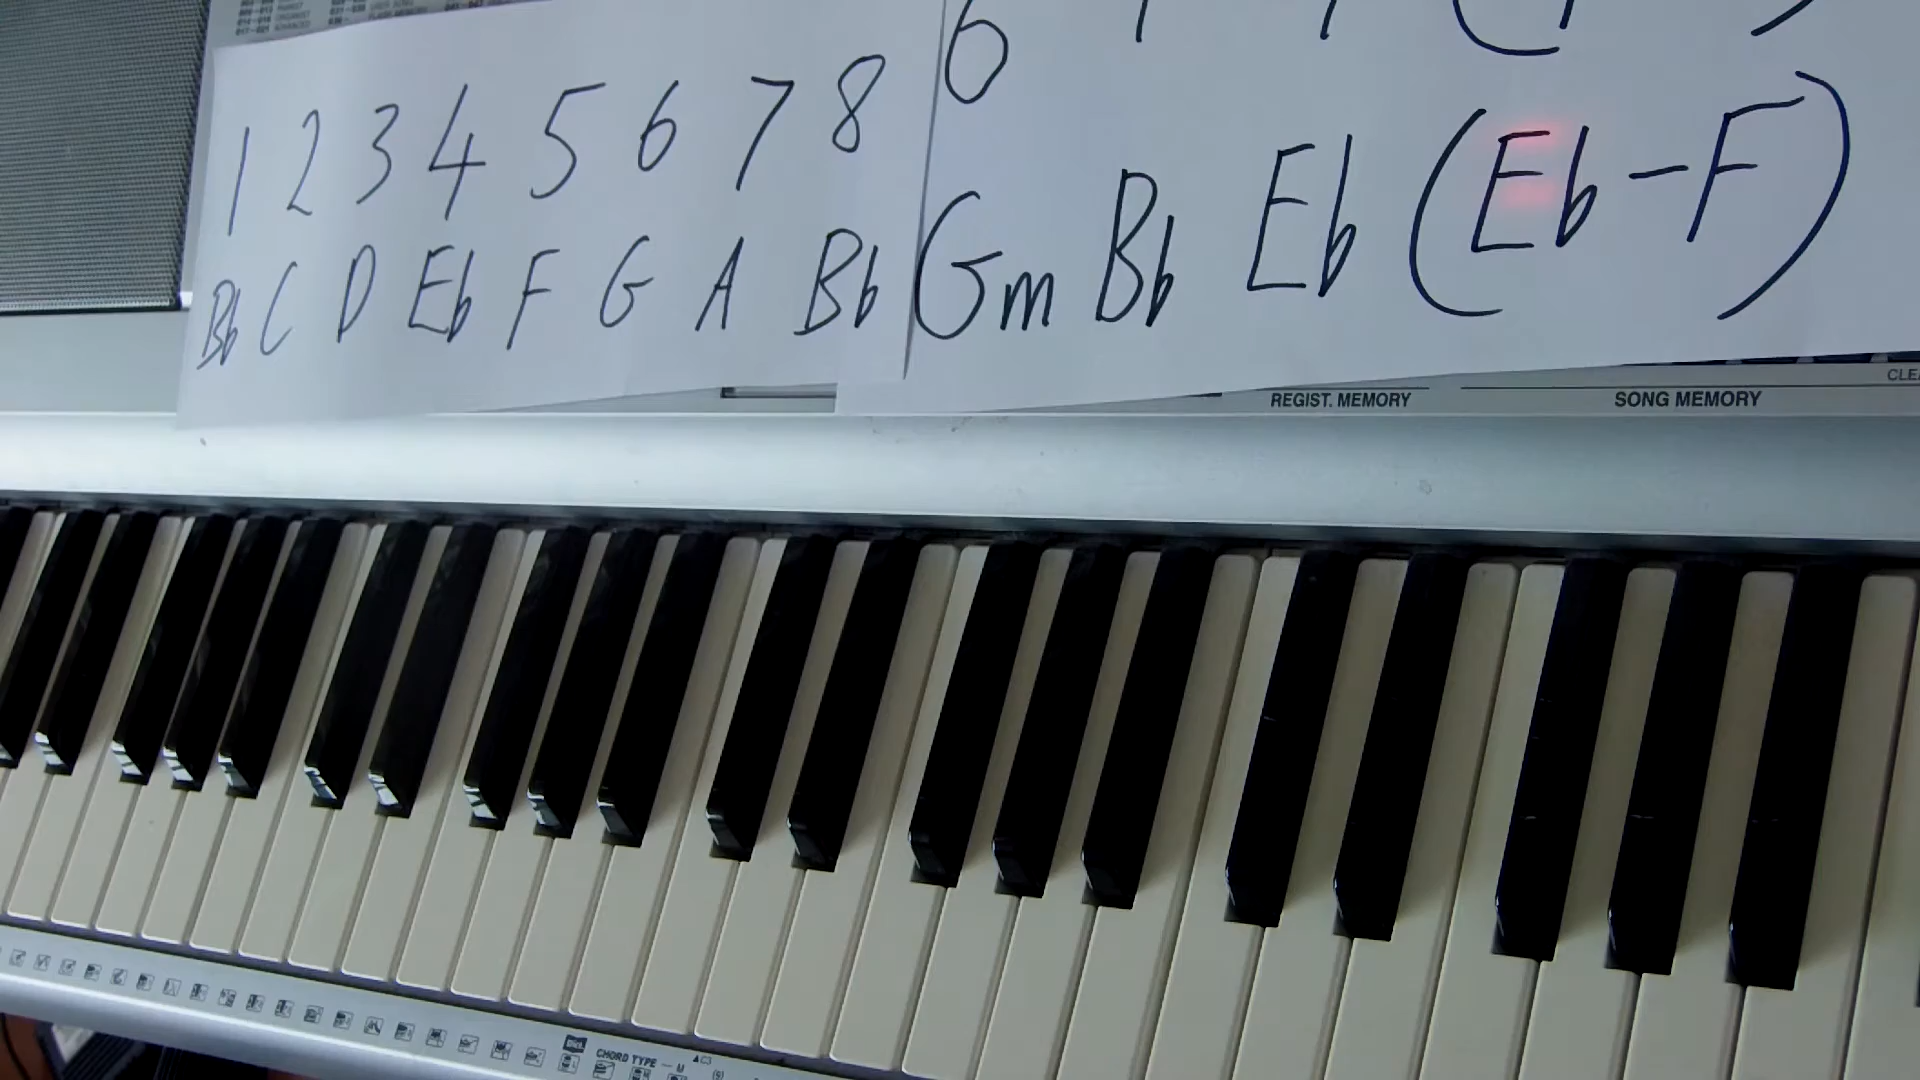 1 2 3 4 5 6 7 8
Bb C D Eb F G A Bb
6
Gm Bb Eb (Eb-F)
REGIST. MEMORY
SONG MEMORY
CHORD TYPE